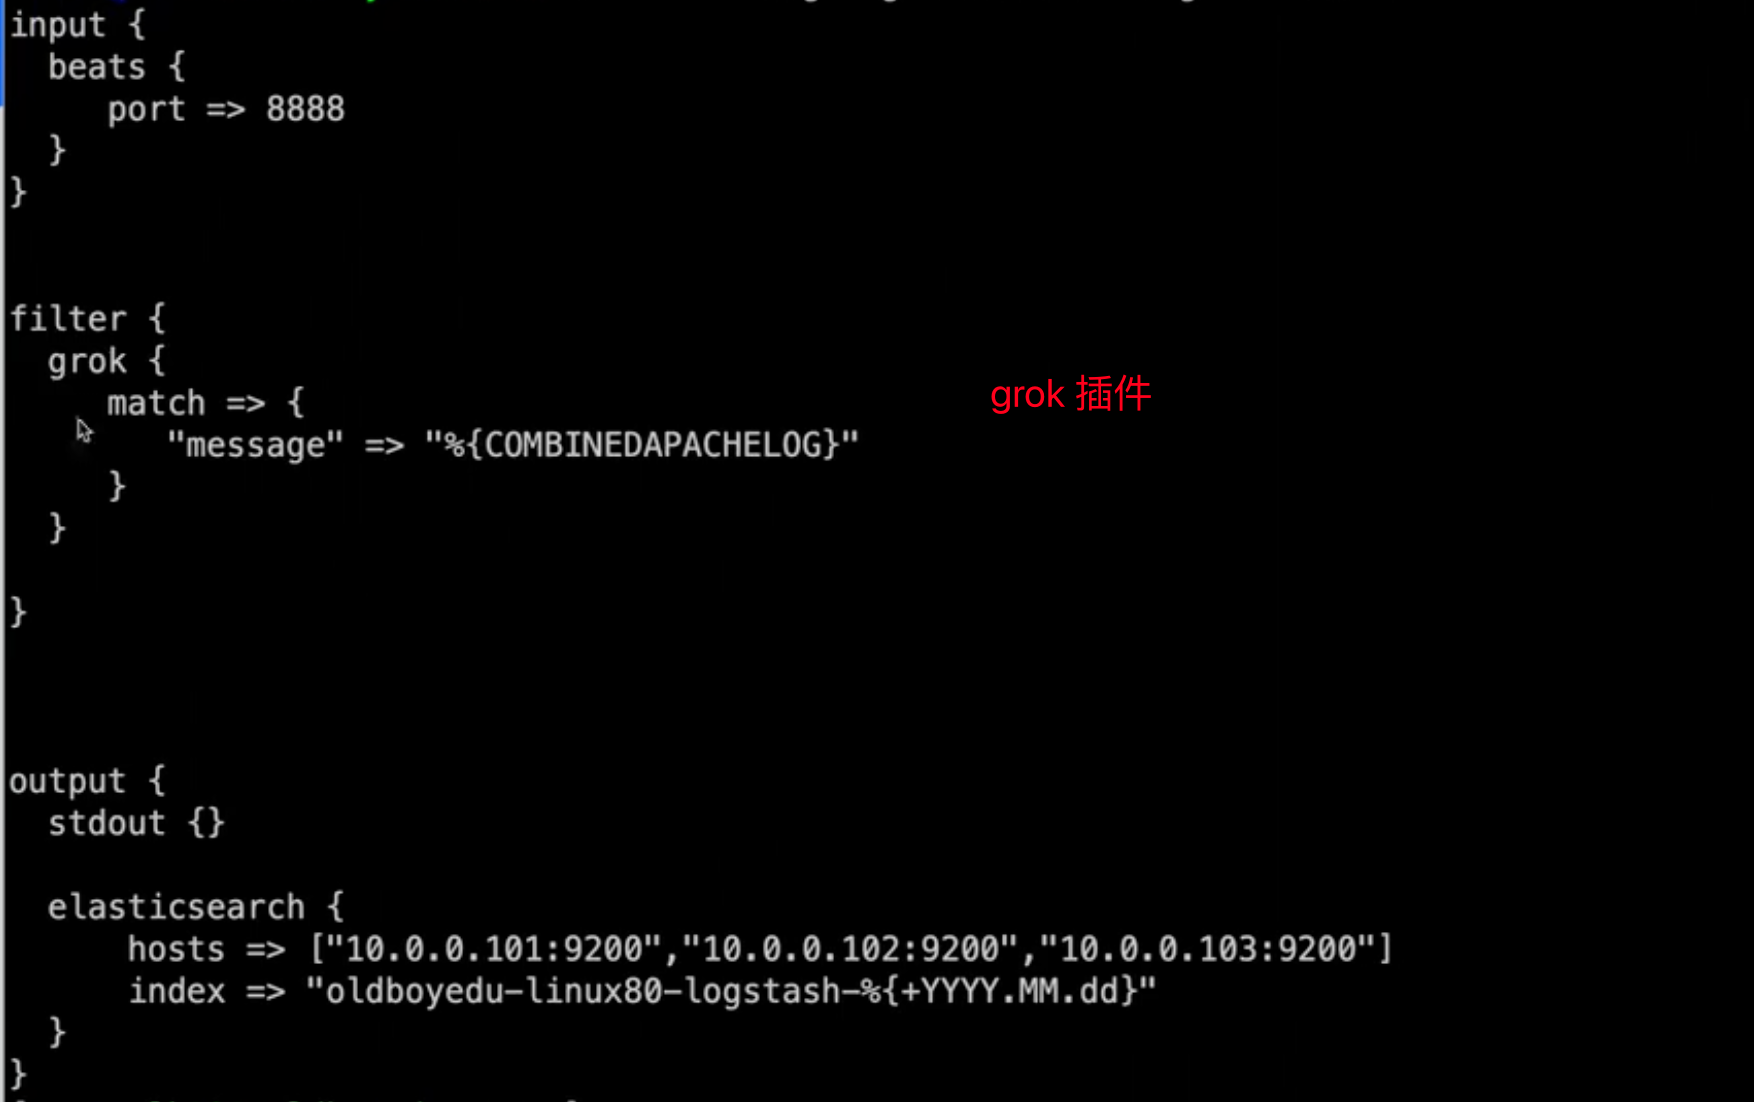 input {
beats {
port => 8888
}
}
filter {
grok {
match => {
grok 插件
"message" => "%{COMBINEDAPACHELOG}"
}
}
}
output {
stdout {}
elasticsearch {
hosts => ["10.0.0.101:9200","10.0.0.102:9200","10.0.0.103:9200"]
index => "oldboyedu-linux80-logstash-%{+YYYY.MM.dd}"
}
}